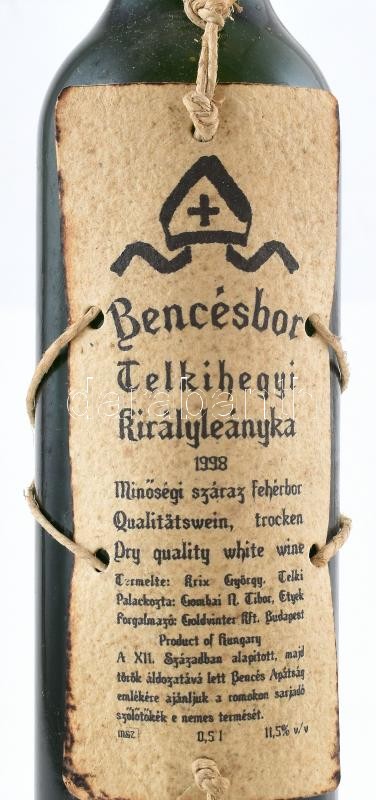 Bencésbor
Telkihegyi
Királyleányka
1998
Minőségi száraz fehérbor
Qualitätswein, trocken
Dry quality white wine
Termelte: Krix György, Telki
Palackozta: Gombai N. Tibor, Etyek
Forgalmazó: Goldvinter Kft. Budapest
Product of Hungary
A XII. Században alapított, majd
török áldozatává lett Bencés Apátság
emlékére ajánljuk a romokon sarjadó
szőlőtőkék e nemes termését.
msz 0,5 l 11,5% v/v
darabanth